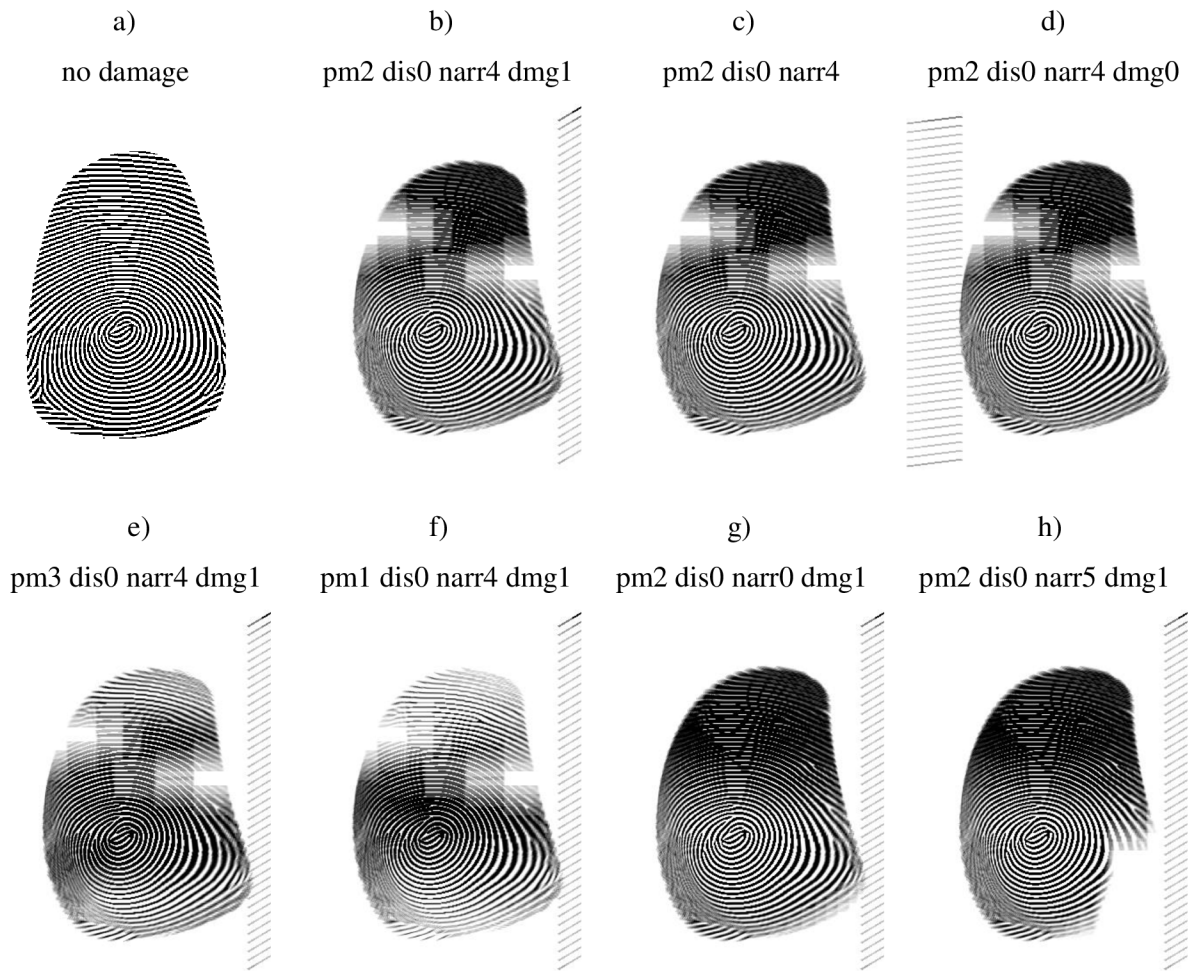 a)
no damage
b)
pm2 dis0 narr4 dmg1
c)
pm2 dis0 narr4
d)
pm2 dis0 narr4 dmg0
e)
pm3 dis0 narr4 dmg1
f)
pm1 dis0 narr4 dmg1
g)
pm2 dis0 narr0 dmg1
h)
pm2 dis0 narr5 dmg1